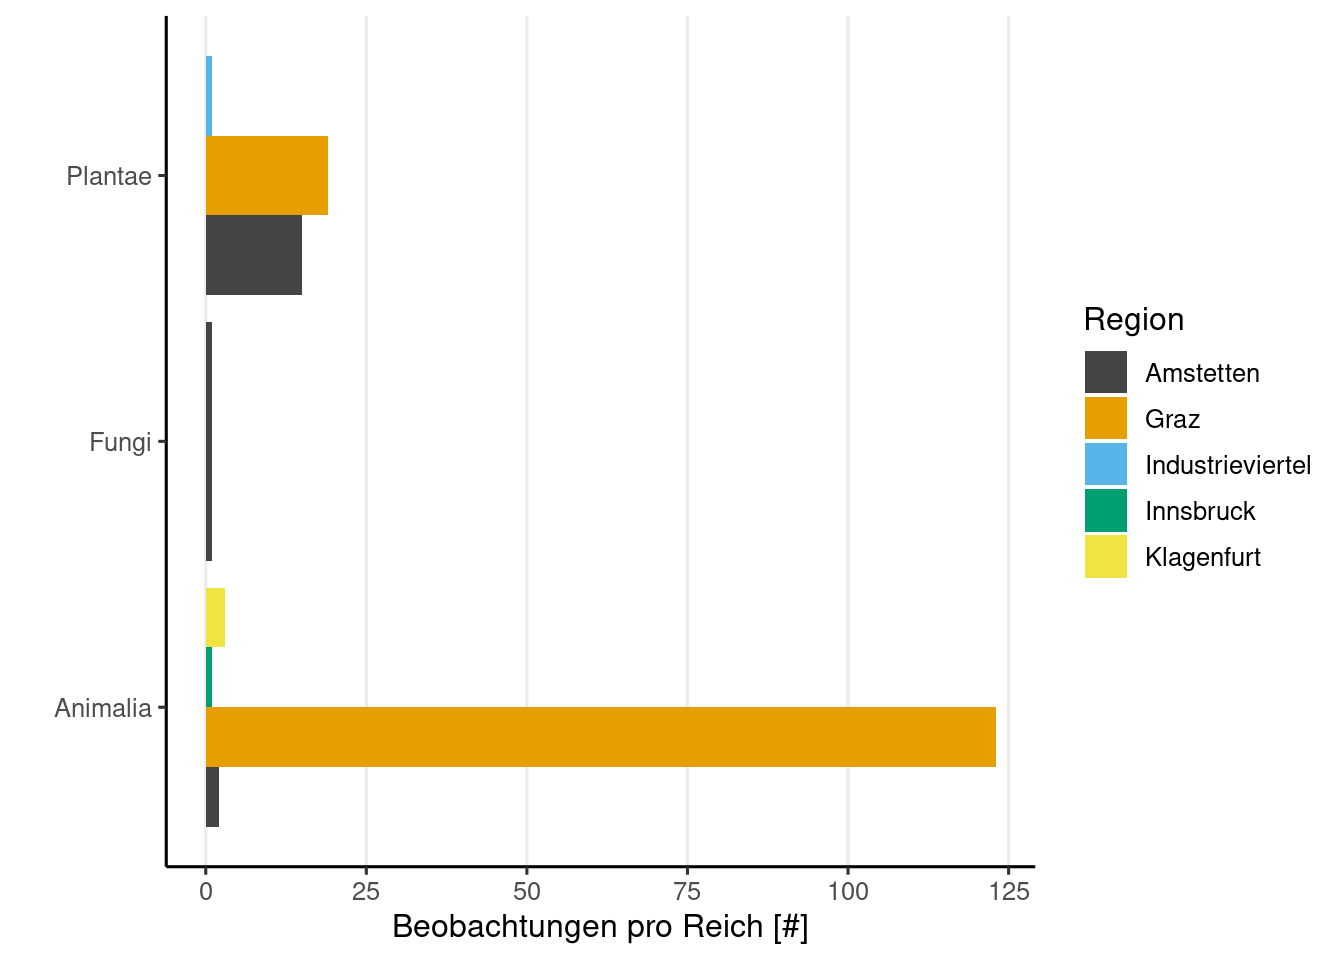 Plantae
Fungi
Animalia
0 25 50 75 100 125
Beobachtungen pro Reich [#]
Region
Amstetten
Graz
Industrieviertel
Innsbruck
Klagenfurt